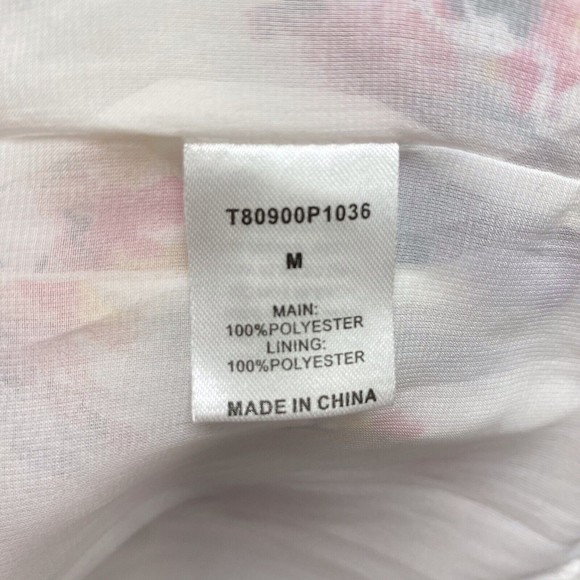 T80900P1036
M
MAIN:
100%POLYESTER
LINING:
100%POLYESTER
MADE IN CHINA